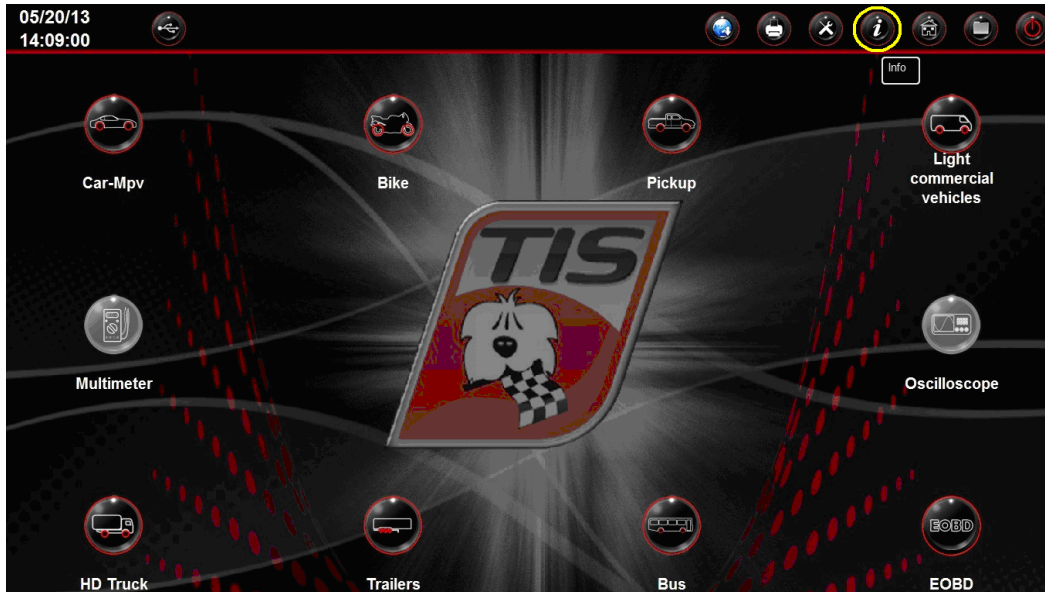 05/20/13
14:09:00
i
Info
Car-Mpv
Bike
Pickup
Light
commercial
vehicles
TIS
Multimeter
Oscilloscope
EOBD
HD Truck
Trailers
Bus
EOBD